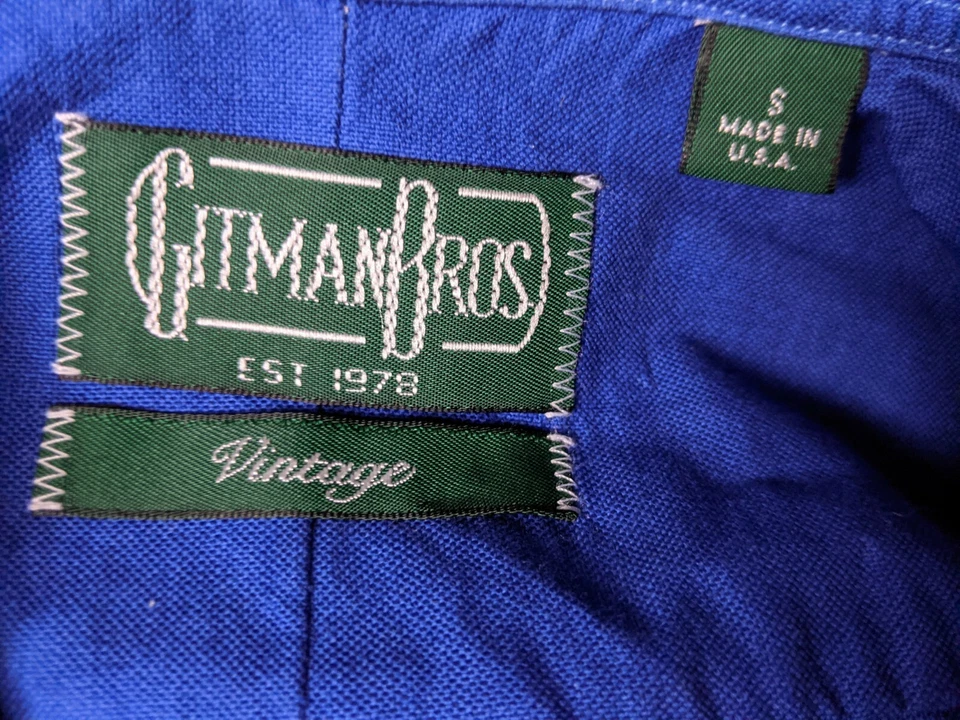 GITMAN BROS.
EST 1978
Vintage
S
MADE IN
U.S.A.